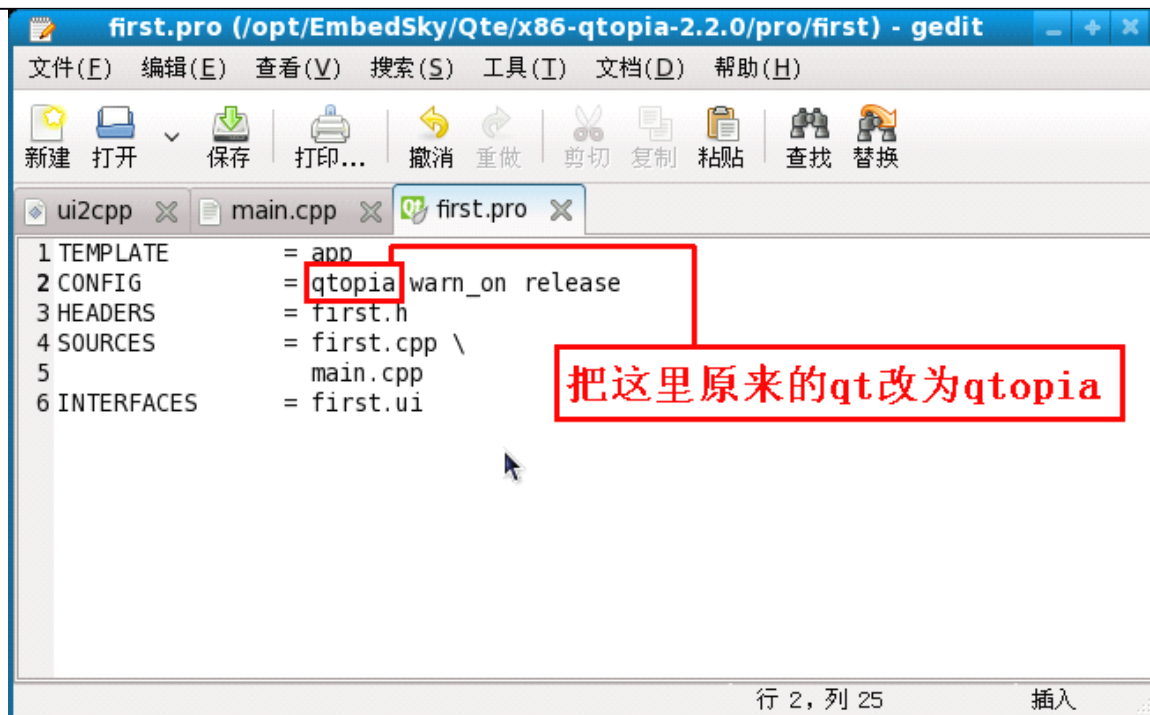 first.pro (/opt/EmbedSky/Qte/x86-qtopia-2.2.0/pro/first) - gedit
文件(F) 编辑(E) 查看(V) 搜索(S) 工具(T) 文档(D) 帮助(H)
新建 打开 保存 打印... 撤消 重做 剪切 复制 粘贴 查找 替换
ui2cpp main.cpp first.pro
1 TEMPLATE = app
2 CONFIG = qtopia warn_on release
3 HEADERS = first.h
4 SOURCES = first.cpp \
5 main.cpp
6 INTERFACES = first.ui
把这里原来的qt改为qtopia
行 2, 列 25 插入